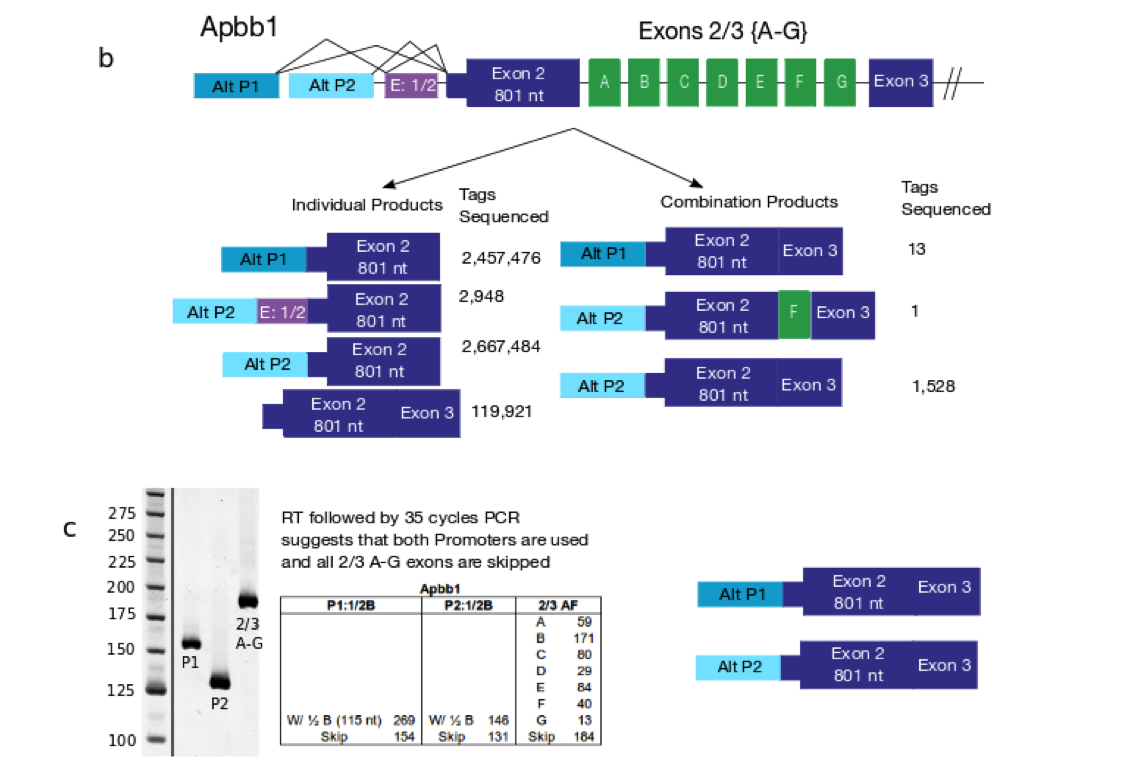 Apbb1
Exons 2/3 {A-G}
b
Alt P1
Alt P2
E: 1/2
Exon 2
801 nt
A
B
C
D
E
F
G
Exon 3
Individual Products
Tags
Sequenced
Combination Products
Tags
Sequenced
Alt P1
Exon 2
801 nt
2,457,476
Alt P2
E: 1/2
Exon 2
801 nt
2,948
Alt P2
Exon 2
801 nt
2,667,484
Exon 2
801 nt
Exon 3
119,921
Alt P1
Exon 2
801 nt
Exon 3
13
Alt P2
Exon 2
801 nt
F
Exon 3
1
Alt P2
Exon 2
801 nt
Exon 3
1,528
c
275
250
225
200
175
150
125
100
P1
P2
2/3
A-G
RT followed by 35 cycles PCR
suggests that both Promoters are used
and all 2/3 A-G exons are skipped
Apbb1
P1:1/2B P2:1/2B 2/3 AF
A 59
B 171
C 80
D 29
E 84
F 40
W/ ½ B (115 nt) 269 W/ ½ B 146 G 13
Skip 154 Skip 131 Skip 184
Alt P1
Exon 2
801 nt
Exon 3
Alt P2
Exon 2
801 nt
Exon 3